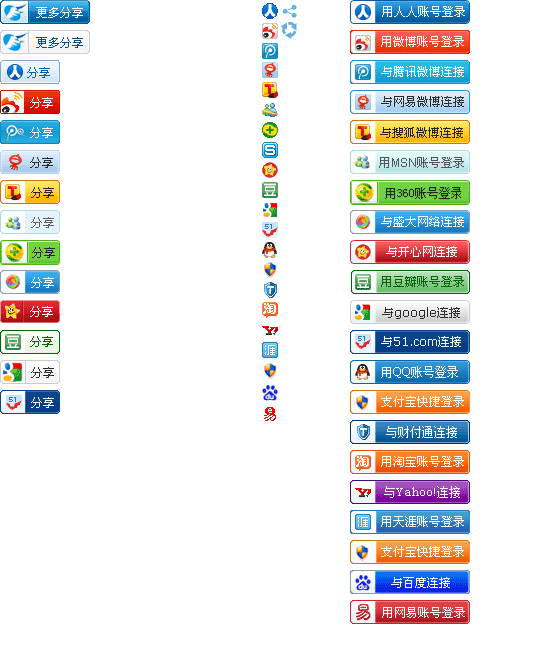 更多分享
更多分享
分享
分享
分享
分享
分享
分享
分享
分享
分享
分享
分享
分享
用人人账号登录
用微博账号登录
与腾讯微博连接
与网易微博连接
与搜狐微博连接
用MSN账号登录
用360账号登录
与盛大网络连接
与开心网连接
用豆瓣账号登录
与google连接
与51.com连接
用QQ账号登录
支付宝快捷登录
与财付通连接
用淘宝账号登录
与Yahoo!连接
用天涯账号登录
支付宝快捷登录
与百度连接
用网易账号登录